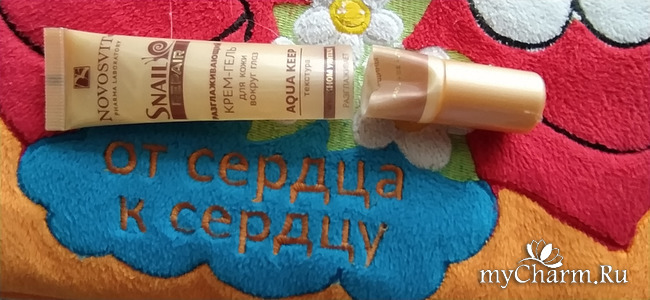 NOVOSVIT
PHARMA LABORATORY
SNAIL
REPAIR
РАЗГЛАЖИВАЮЩИЙ
КРЕМ-ГЕЛЬ
для кожи
вокруг глаз
AQUA KEEP
текстура
от сердца
к сердцу
myCharm.Ru